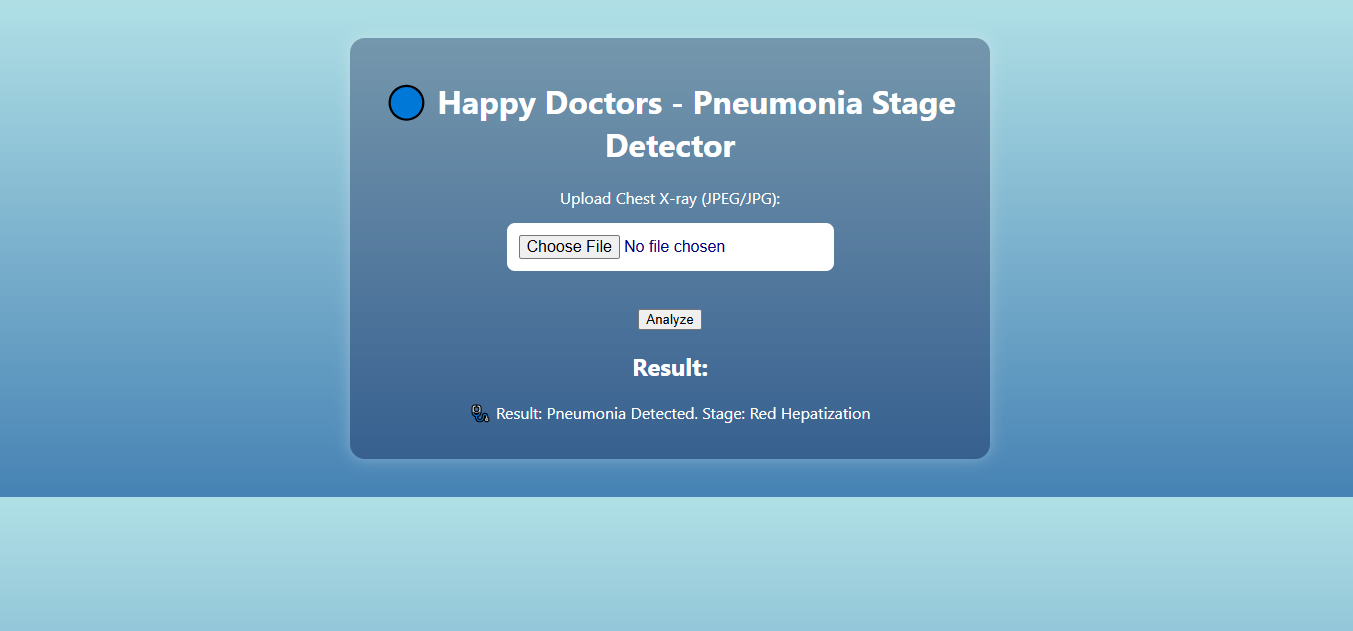 Happy Doctors - Pneumonia Stage
Detector
Upload Chest X-ray (JPEG/JPG):
Choose File No file chosen
Analyze
Result:
Result: Pneumonia Detected. Stage: Red Hepatization